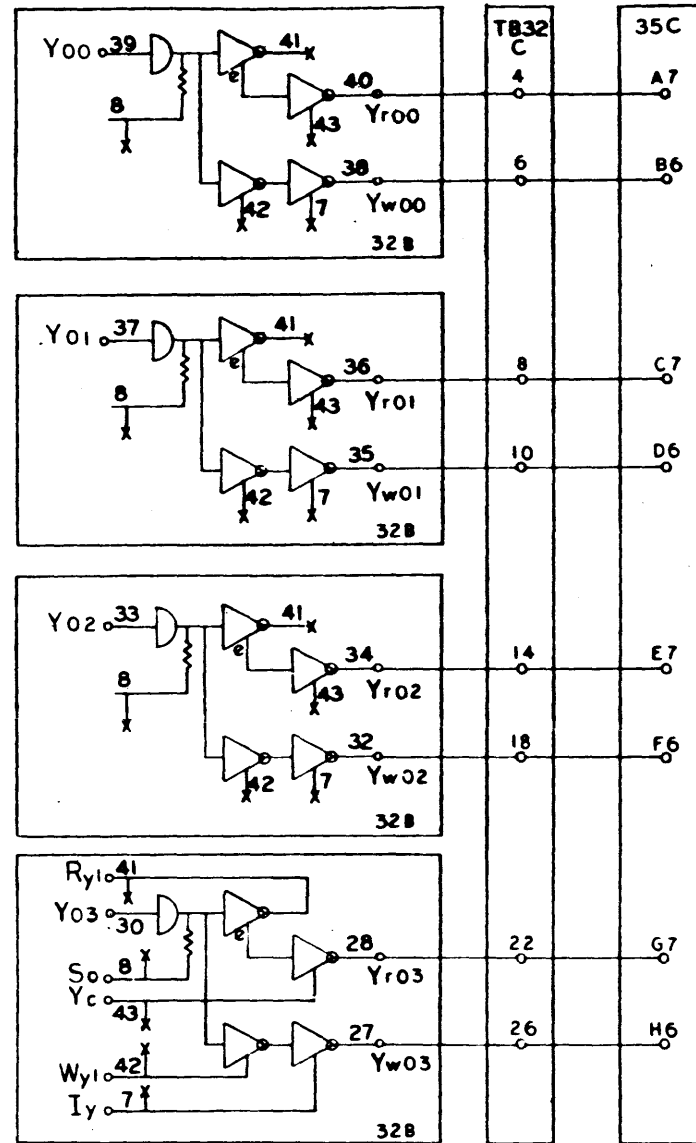 TB32 C
35C
Y00 39
41
e
8
40
Yr00
4
A7
43
38
Yw00
6
B6
42
7
32B
Y01 37
41
e
8
36
Yr01
8
C7
43
35
Yw01
10
D6
42
7
32B
Y02 33
41
e
8
34
Yr02
14
E7
43
32
Yw02
18
F6
42
7
32B
Ry1 41
Y03 30
e
28
Yr03
22
G7
So 8
Yc 43
27
Yw03
26
H6
Wy1 42
Iy 7
32B